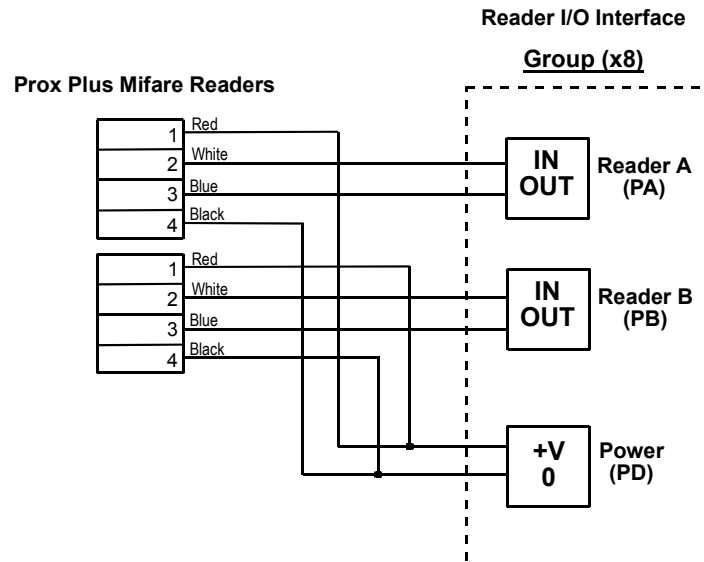 Reader I/O Interface
Group (x8)
Prox Plus Mifare Readers
1 Red
2 White
3 Blue
4 Black
1 Red
2 White
3 Blue
4 Black
IN
OUT
Reader A
(PA)
IN
OUT
Reader B
(PB)
+V
0
Power
(PD)